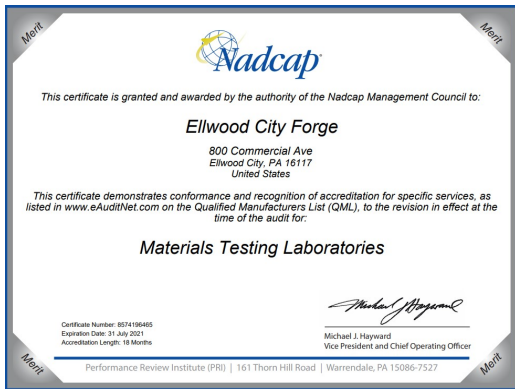 Merit
Merit
Nadcap
This certificate is granted and awarded by the authority of the Nadcap Management Council to:
Ellwood City Forge
800 Commercial Ave
Ellwood City, PA 16117
United States
This certificate demonstrates conformance and recognition of accreditation for specific services, as
listed in www.eAuditNet.com on the Qualified Manufacturers List (QML), to the revision in effect at the
time of the audit for:
Materials Testing Laboratories
Michael J Hayward
Certificate Number: 8574196465
Expiration Date: 31 July 2021
Accreditation Length: 18 Months
Michael J. Hayward
Vice President and Chief Operating Officer
Merit
Performance Review Institute (PRI) | 161 Thorn Hill Road | Warrendale, PA 15086-7527
Merit